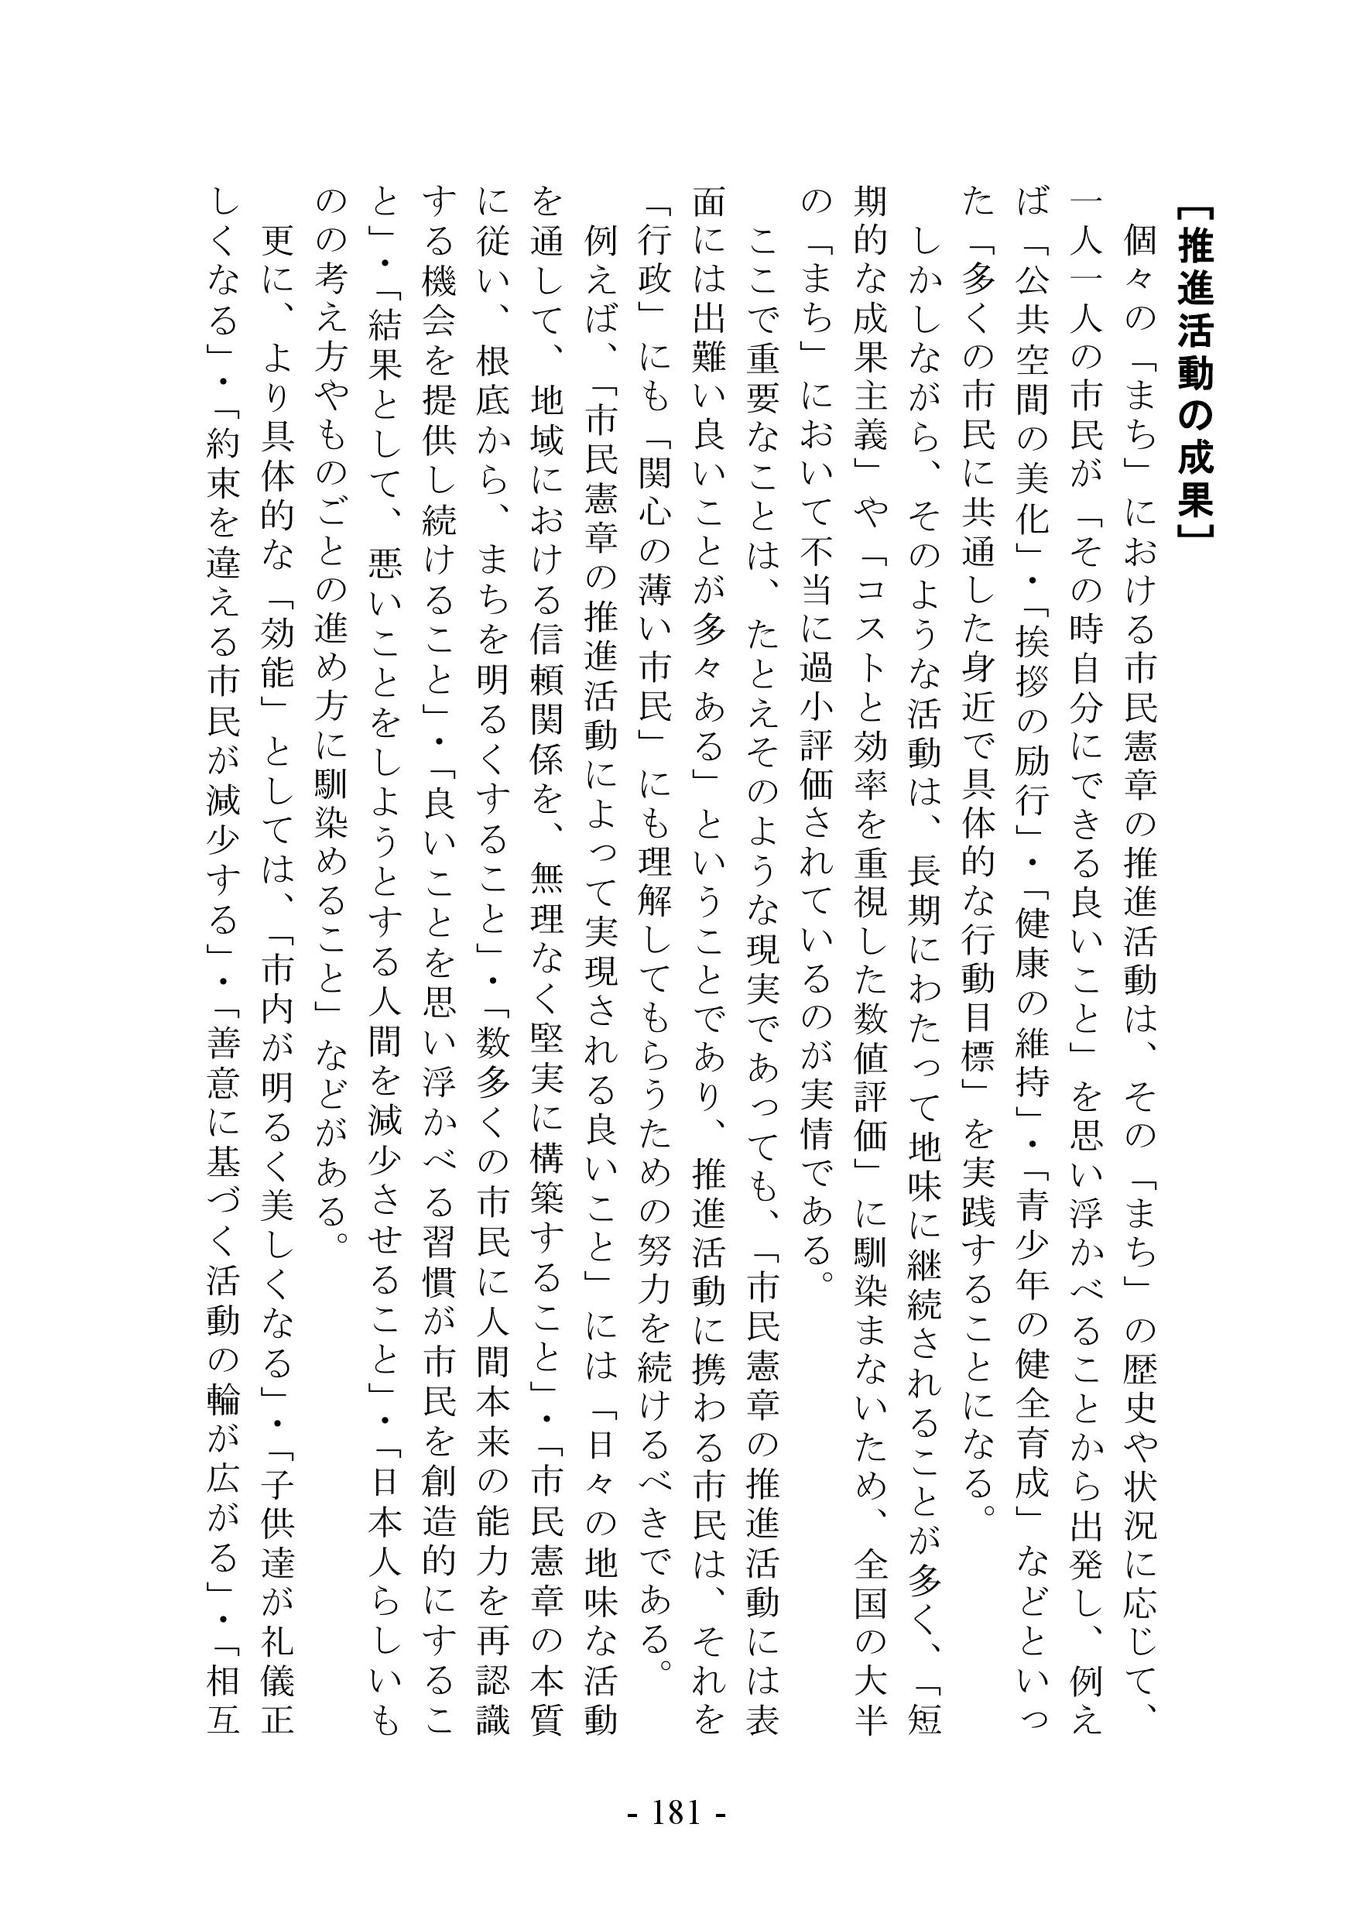 ［推進活動の成果］
　個々の「まち」における市民憲章の推進活動は、その「まち」の歴史や状況に応じて、
一人一人の市民が「その時自分にできる良いこと」を思い浮かべることから出発し、例え
ば「公共空間の美化」・「挨拶の励行」・「健康の維持」・「青少年の健全育成」などといっ
た「多くの市民に共通した身近で具体的な行動目標」を実践することになる。
　しかしながら、そのような活動は、長期にわたって地味に継続されることが多く、「短
期的な成果主義」や「コストと効率を重視した数値評価」に馴染まないため、全国の大半
の「まち」において不当に過小評価されているのが実情である。
　ここで重要なことは、たとえそのような現実であっても、「市民憲章の推進活動には表
面には出難い良いことが多々ある」ということであり、推進活動に携わる市民は、それを
「行政」にも「関心の薄い市民」にも理解してもらうための努力を続けるべきである。
　例えば、「市民憲章の推進活動によって実現される良いこと」には「日々の地味な活動
を通して、地域における信頼関係を、無理なく堅実に構築すること」・「市民憲章の本質
に従い、根底から、まちを明るくすること」・「数多くの市民に人間本来の能力を再認識
する機会を提供し続けること」・「良いことを思い浮かべる習慣が市民を創造的にするこ
と」・「結果として、悪いことをしようとする人間を減少させること」・「日本人らしいも
のの考え方やものごとの進め方に馴染めること」などがある。
　更に、より具体的な「効能」としては、「市内が明るく美しくなる」・「子供達が礼儀正
しくなる」・「約束を違える市民が減少する」・「善意に基づく活動の輪が広がる」・「相互
- 181 -